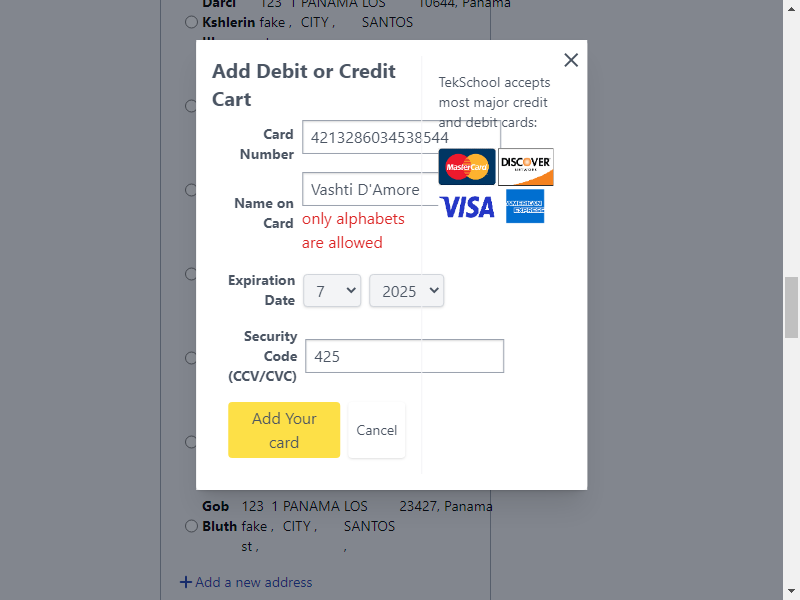 Darci 123 1 PANAMA LOS 10644, Panama
Kshlerin fake , CITY , SANTOS
Add Debit or Credit
Cart
TekSchool accepts
most major credit
and debit cards:
Card
Number
4213286034538544
MasterCard
DISCOVER
NETWORK
Name on
Card
Vashti D'Amore
VISA
AMERICAN
EXPRESS
only alphabets
are allowed
Expiration
Date
7
2025
Security
Code
(CCV/CVC)
425
Add Your
card
Cancel
Gob 123 1 PANAMA LOS 23427, Panama
Bluth fake , CITY , SANTOS
st , ,
Add a new address